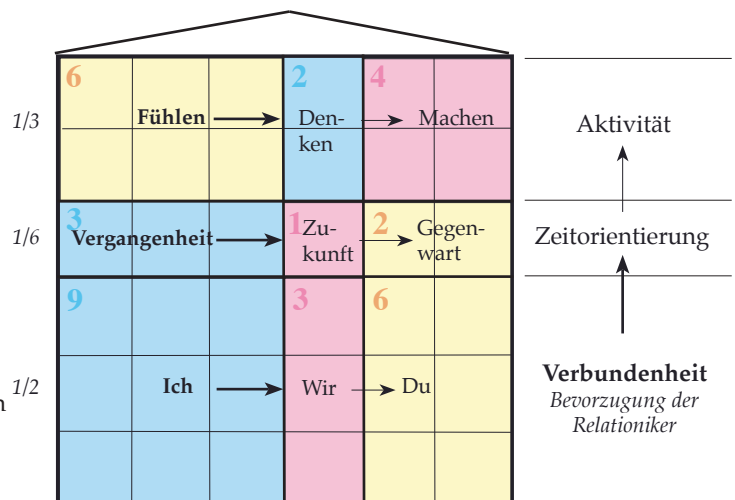 6 2 4
1/3 Fühlen Den- Machen Aktivität
ken
3 1 2
1/6 Vergangenheit Zu- Gegen- Zeitorientierung
kunft wart
9 3 6
1/2 Ich Wir Du Verbundenheit
n Bevorzugung der
Relationiker